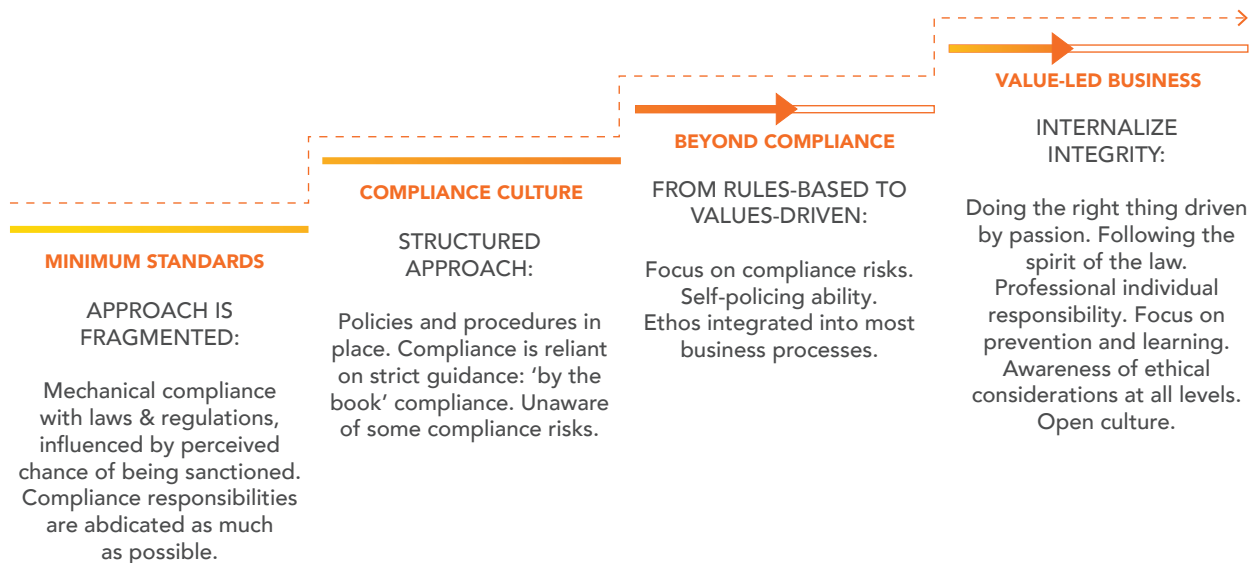 MINIMUM STANDARDS
APPROACH IS
FRAGMENTED:
Mechanical compliance
with laws & regulations,
influenced by perceived
chance of being sanctioned.
Compliance responsibilities
are abdicated as much
as possible.
COMPLIANCE CULTURE
STRUCTURED
APPROACH:
Policies and procedures in
place. Compliance is reliant
on strict guidance: ‘by the
book’ compliance. Unaware
of some compliance risks.
BEYOND COMPLIANCE
FROM RULES-BASED TO
VALUES-DRIVEN:
Focus on compliance risks.
Self-policing ability.
Ethos integrated into most
business processes.
VALUE-LED BUSINESS
INTERNALIZE
INTEGRITY:
Doing the right thing driven
by passion. Following the
spirit of the law.
Professional individual
responsibility. Focus on
prevention and learning.
Awareness of ethical
considerations at all levels.
Open culture.